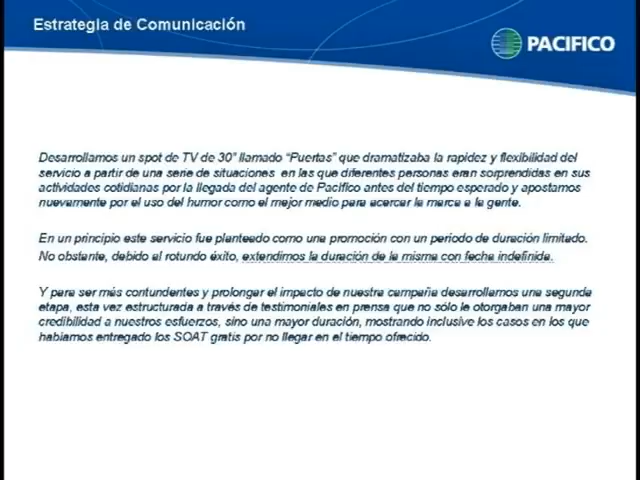 Estrategia de Comunicación
PACIFICO
Desarrollamos un spot de TV de 30" llamado "Puertas" que dramatizaba la rapidez y flexibilidad del
servicio a partir de una serie de situaciones en las que diferentes personas eran sorprendidas en sus
actividades cotidianas por la llegada del agente de Pacífico antes del tiempo esperado y apostamos
nuevamente por el uso del humor como el mejor medio para acercar la marca a la gente.
En un principio este servicio fue planteado como una promoción con un periodo de duración limitado.
No obstante, debido al rotundo éxito, extendimos la duración de la misma con fecha indefinida.
Y para ser más contundentes y prolongar el impacto de nuestra campaña desarrollamos una segunda
etapa, esta vez estructurada a través de testimoniales en prensa que no sólo le otorgaban una mayor
credibilidad a nuestros esfuerzos, sino una mayor duración, mostrando inclusive los casos en los que
habíamos entregado los SOAT gratis por no llegar en el tiempo ofrecido.